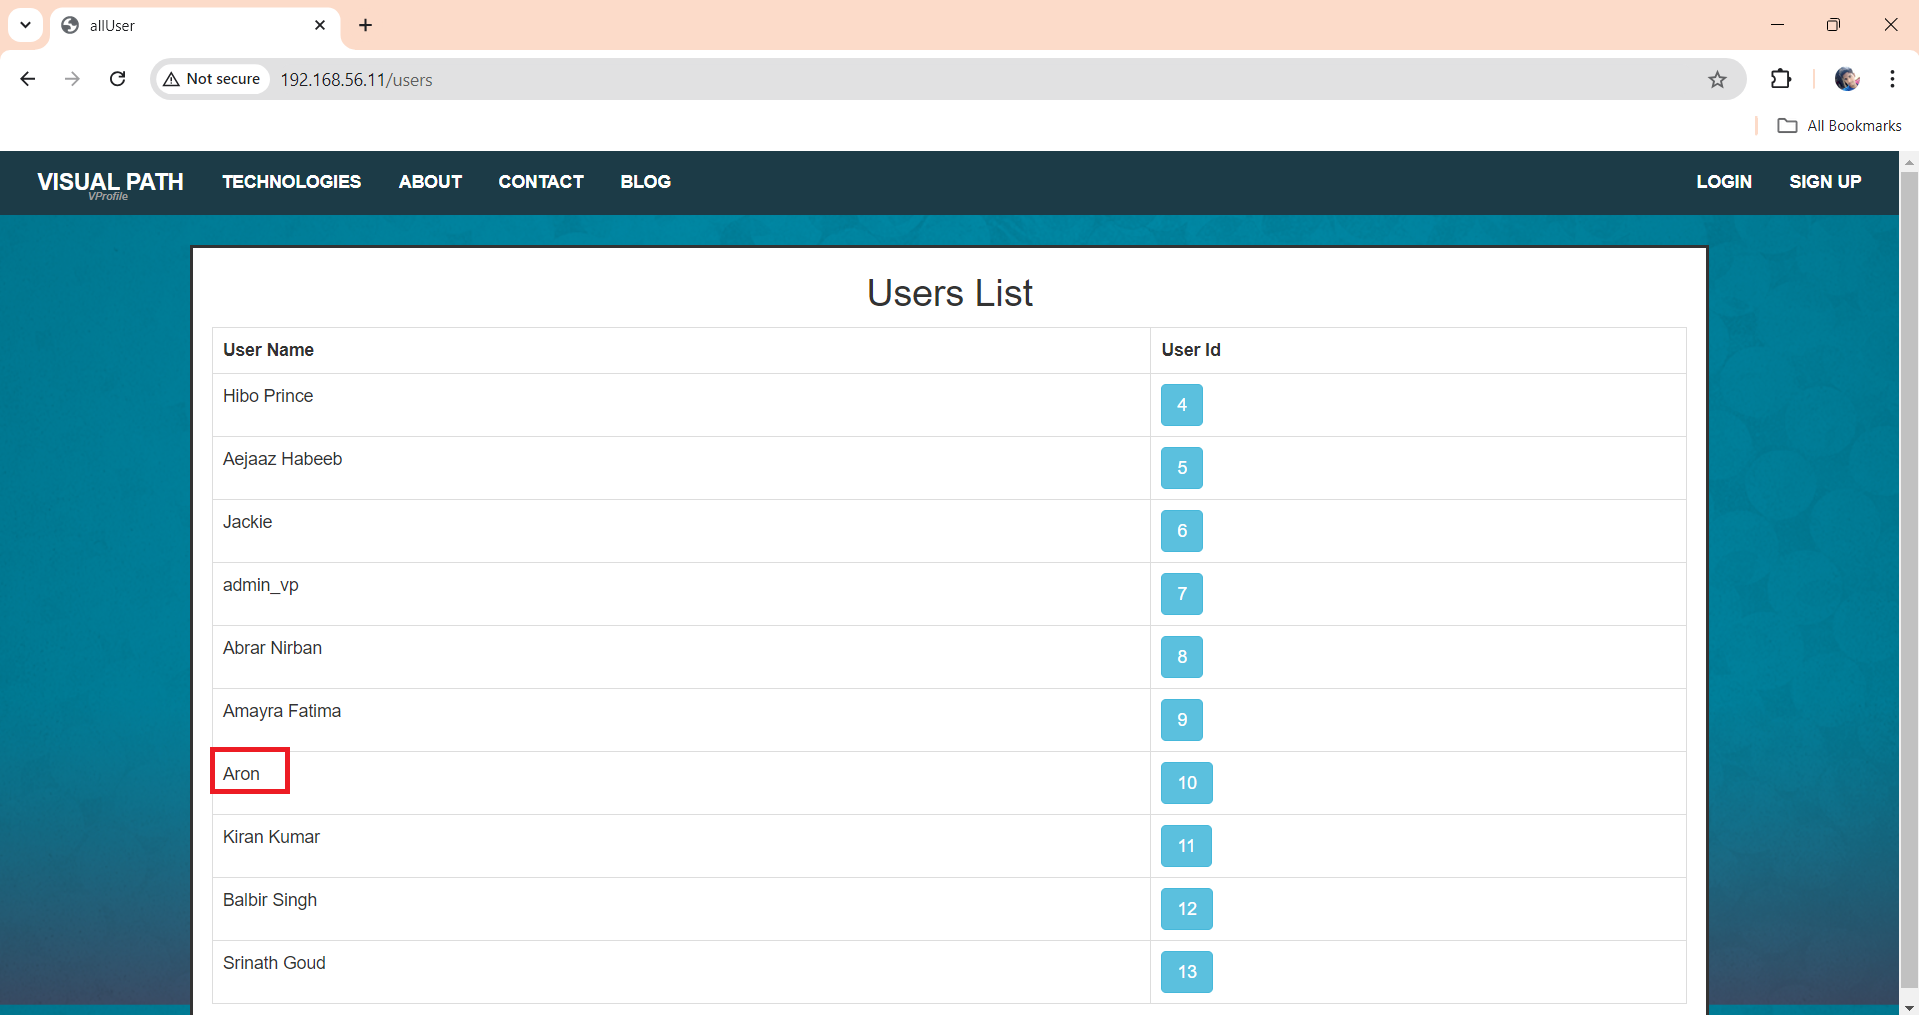 allUser
Not secure 192.168.56.11/users
All Bookmarks
VISUAL PATH TECHNOLOGIES ABOUT CONTACT BLOG LOGIN SIGN UP
VProfile
Users List
User Name User Id
Hibo Prince 4
Aejaaz Habeeb 5
Jackie 6
admin_vp 7
Abrar Nirban 8
Amayra Fatima 9
Aron 10
Kiran Kumar 11
Balbir Singh 12
Srinath Goud 13